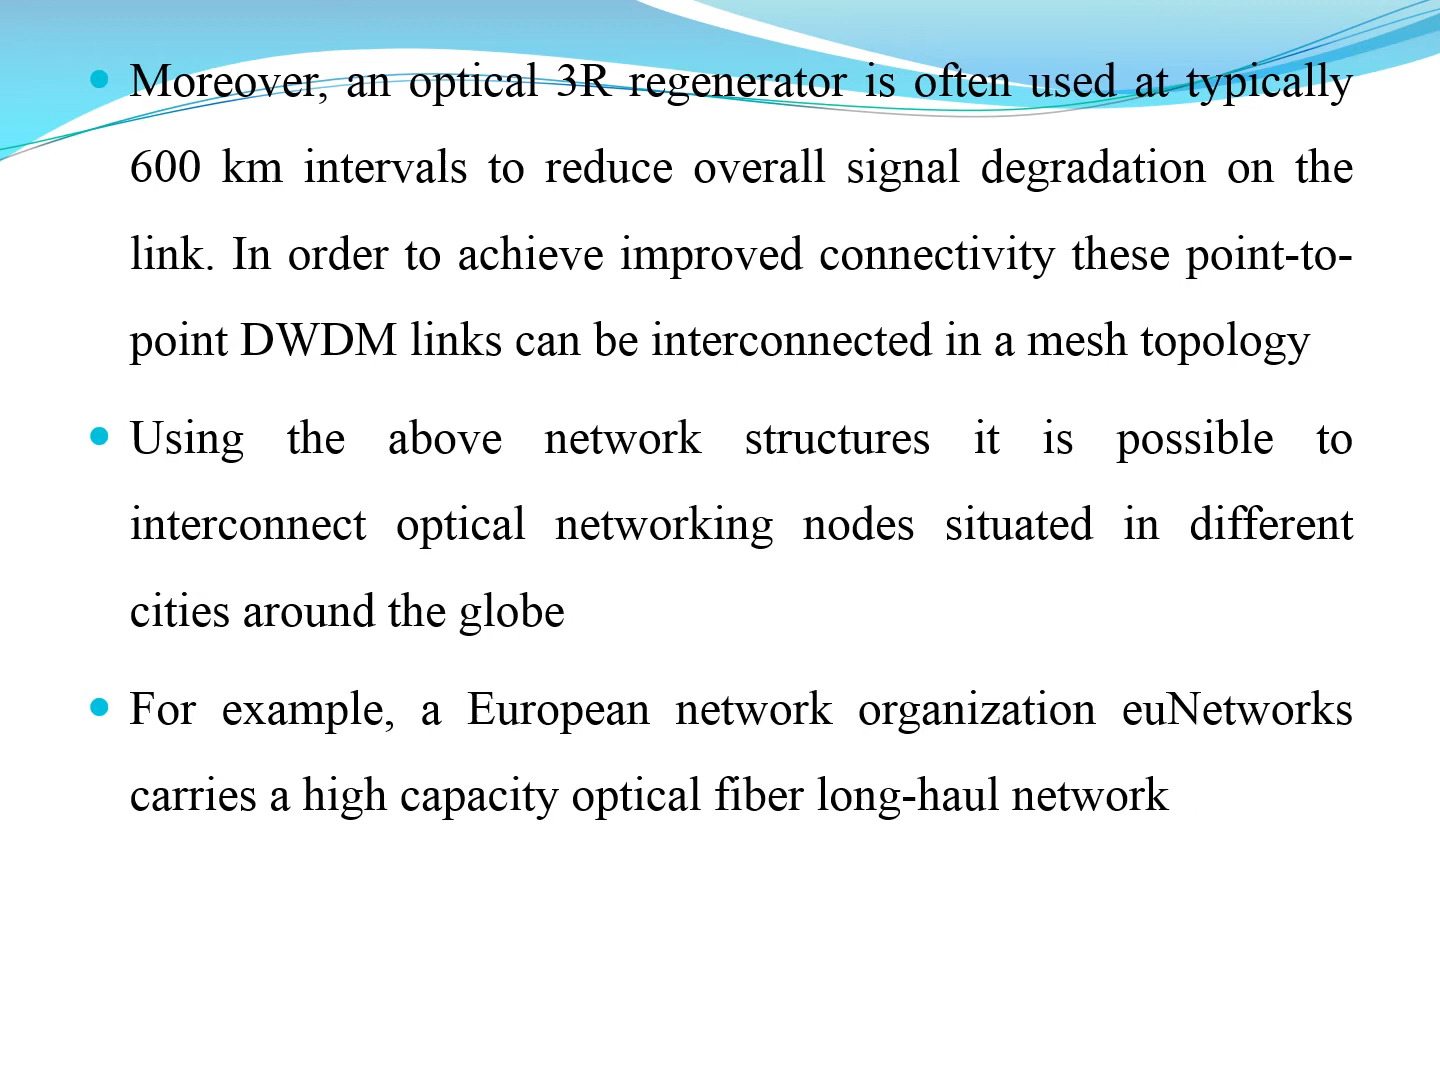 Moreover, an optical 3R regenerator is often used at typically
600 km intervals to reduce overall signal degradation on the
link. In order to achieve improved connectivity these point-to-
point DWDM links can be interconnected in a mesh topology
Using the above network structures it is possible to
interconnect optical networking nodes situated in different
cities around the globe
For example, a European network organization euNetworks
carries a high capacity optical fiber long-haul network